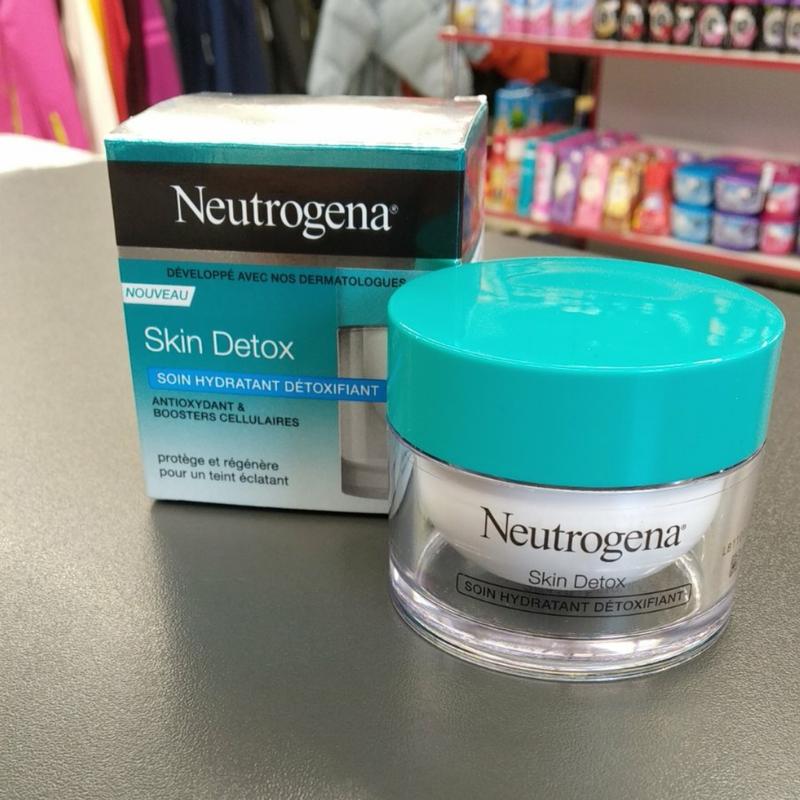 Neutrogena®
DÉVELOPPÉ AVEC NOS DERMATOLOGUES
NOUVEAU
Skin Detox
SOIN HYDRATANT DÉTOXIFIANT
ANTIOXYDANT &
BOOSTERS CELLULAIRES
protège et régénère
pour un teint éclatant
Neutrogena®
Skin Detox
SOIN HYDRATANT DÉTOXIFIANT